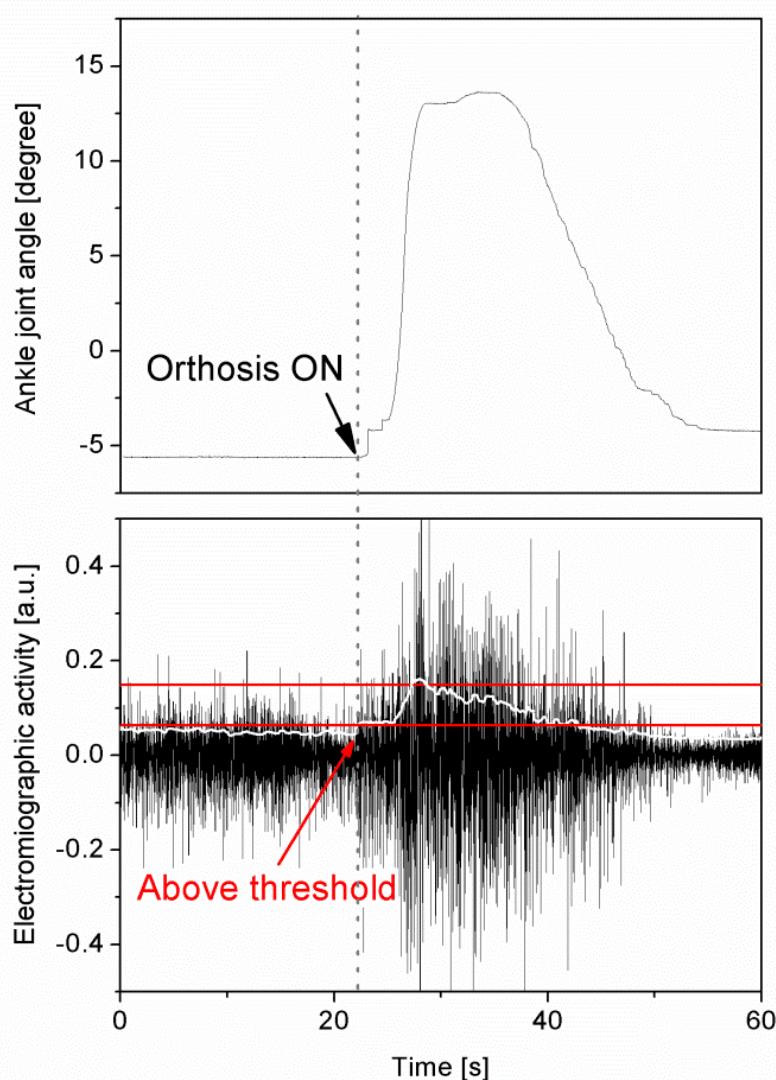 15
10
5
0
-5
Ankle joint angle [degree]
Orthosis ON
0.4
0.2
0.0
-0.2
-0.4
Electromiographic activity [a.u.]
Above threshold
0
20
40
60
Time [s]